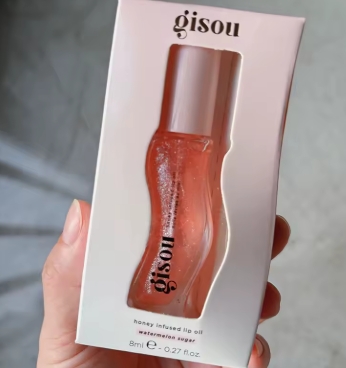 gisou
gisou
honey infused lip oil
watermelon sugar
8ml ℮ - 0.27 fl.oz.